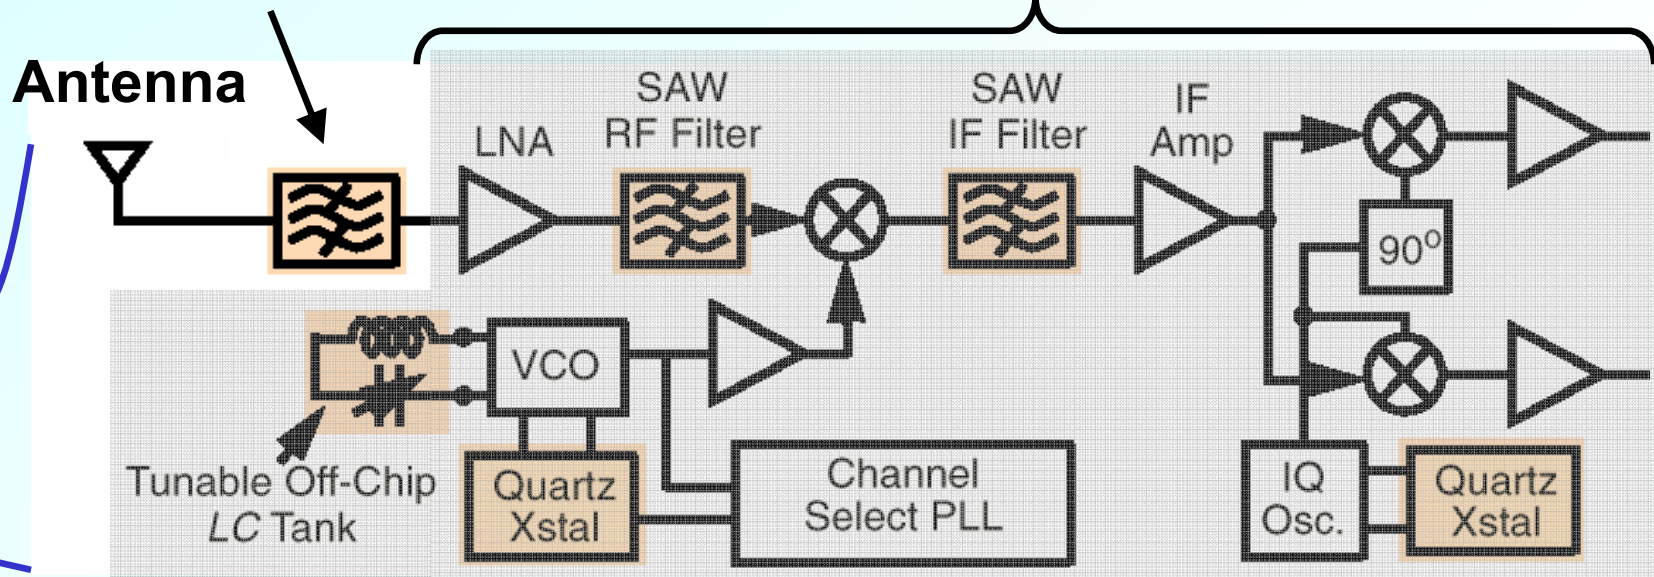 Antenna
LNA
SAW
RF Filter
SAW
IF Filter
IF
Amp
90°
VCO
Tunable Off-Chip
LC Tank
Quartz
Xstal
Channel
Select PLL
IQ
Osc.
Quartz
Xstal